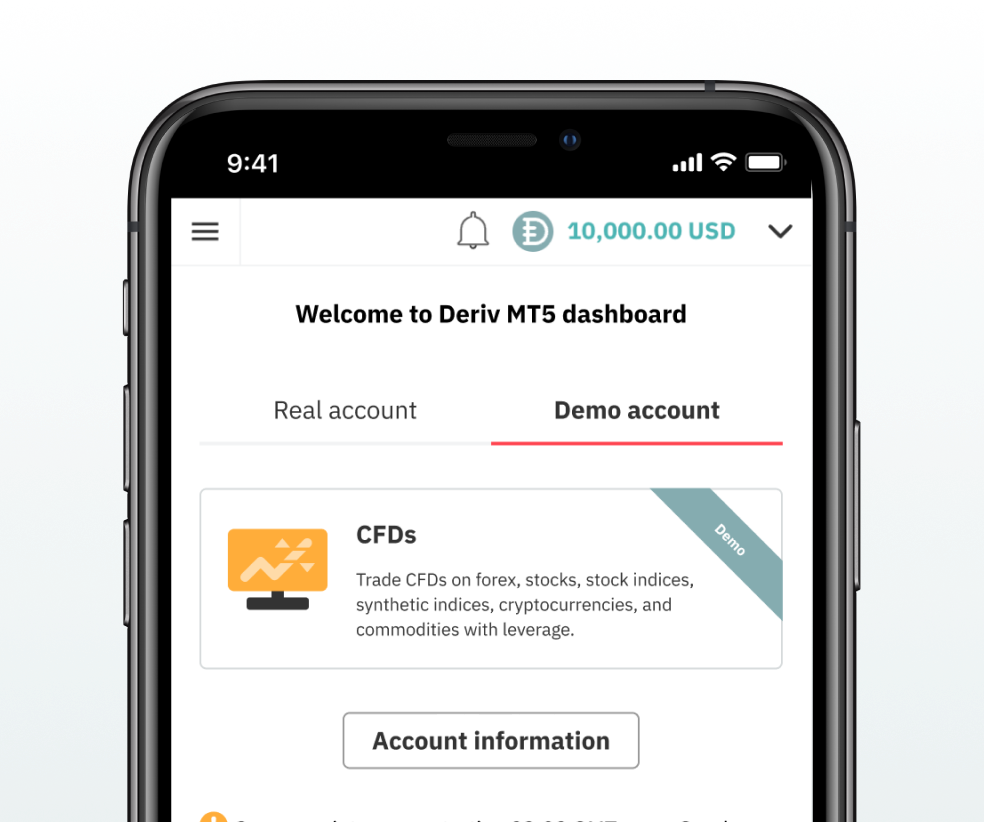 9:41
10,000.00 USD
Welcome to Deriv MT5 dashboard
Real account
Demo account
CFDs
Demo
Trade CFDs on forex, stocks, stock indices,
synthetic indices, cryptocurrencies, and
commodities with leverage.
Account information